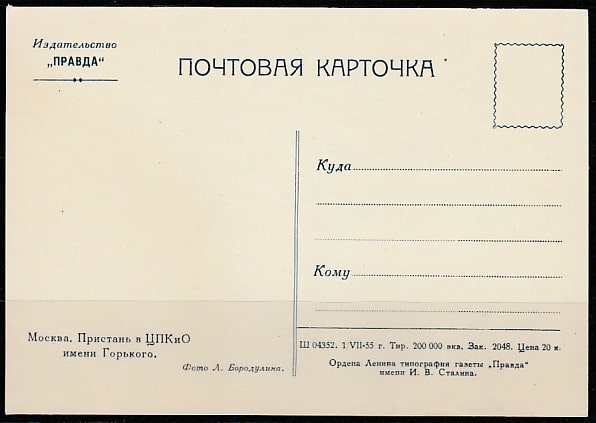 Издательство
„ПРАВДА“
ПОЧТОВАЯ КАРТОЧКА
Куда
Кому
Москва. Пристань в ЦПКиО
имени Горького.
Фото Л. Бородулина.
Ш 04352. 1/VII-55 г. Тир. 200 000 экз. Зак. 2048. Цена 20 к.
Ордена Ленина типография газеты „Правда“
имени И. В. Сталина.